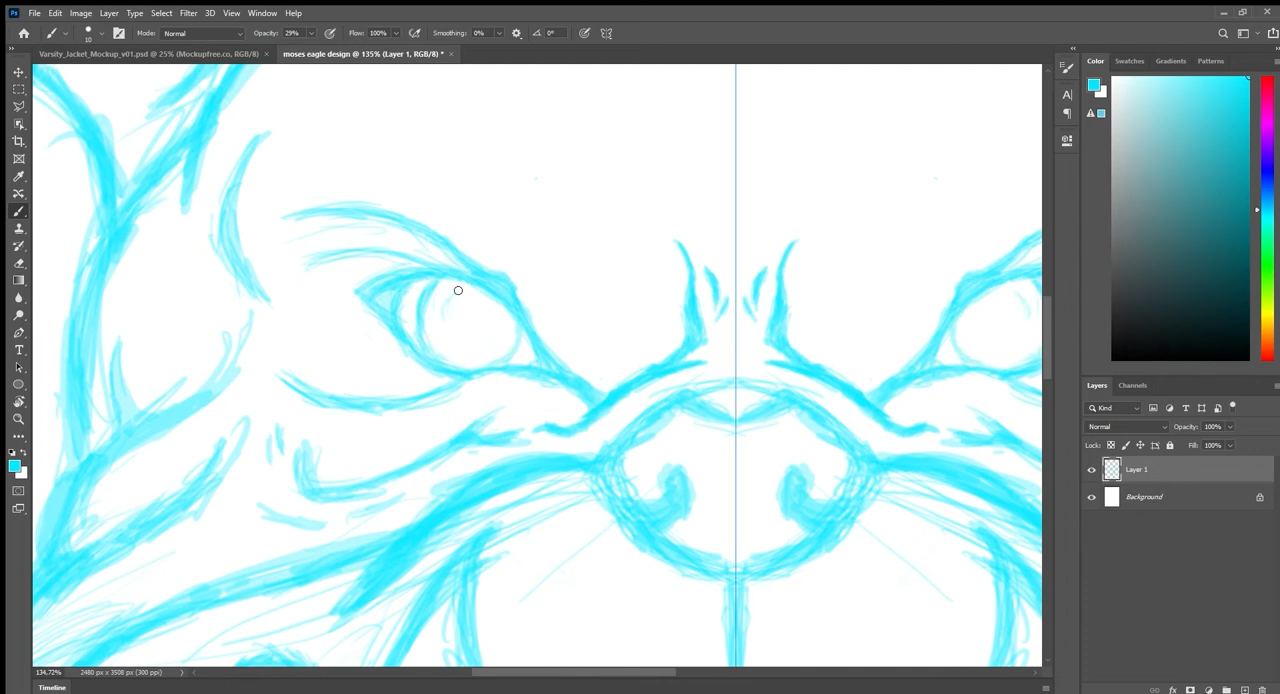 Ps File Edit Image Layer Type Select Filter 3D View Window Help
10 Mode: Normal Opacity: 29% Flow: 100% Smoothing: 0% 0°
Varsity_Jacket_Mockup_v01.psd @ 25% (Mockupfree.co, RGB/8) × moses eagle design @ 135% (Layer 1, RGB/8) * ×
Color Swatches Gradients Patterns
Layers Channels
Kind
Normal Opacity: 100%
Lock: Fill: 100%
Layer 1
Background
134,72% 2480 px x 3508 px (300 ppi)
Timeline
fx